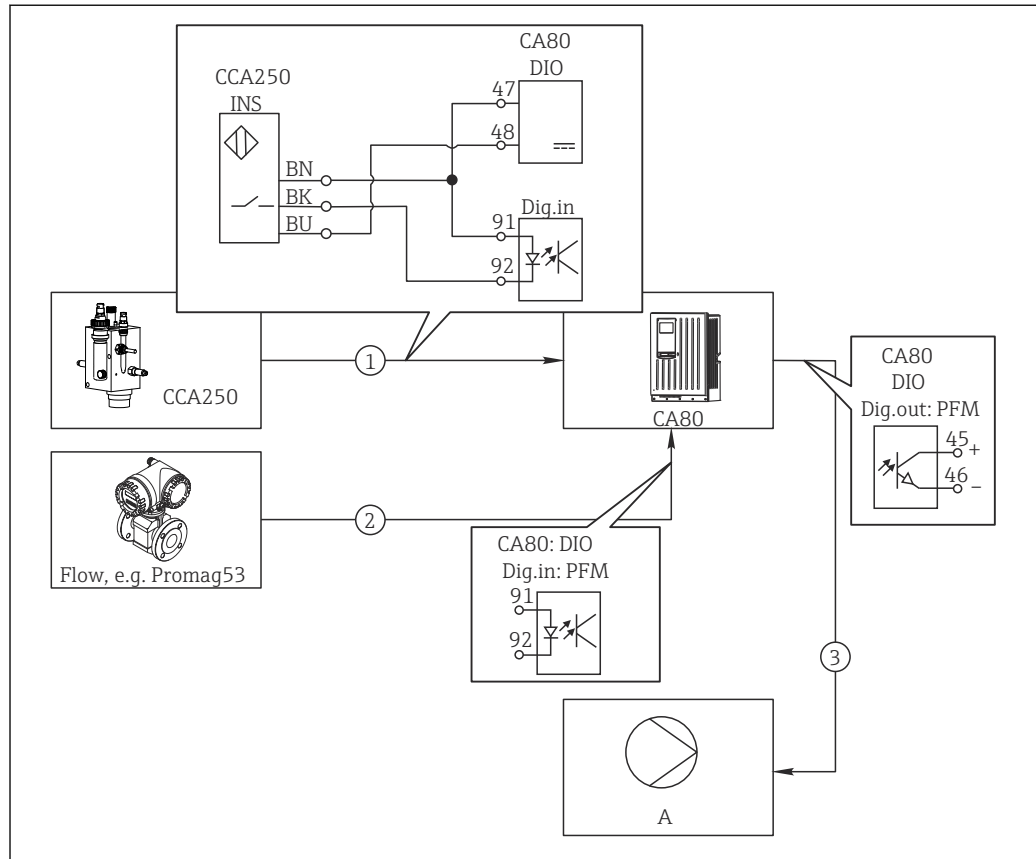 CA80
DIO
CCA250
INS
47
48
BN
BK
BU
Dig.in
91
92
CCA250
1
CA80
CA80
DIO
Dig.out: PFM
45
+
46
–
Flow, e.g. Promag53
2
CA80: DIO
Dig.in: PFM
91
92
3
A